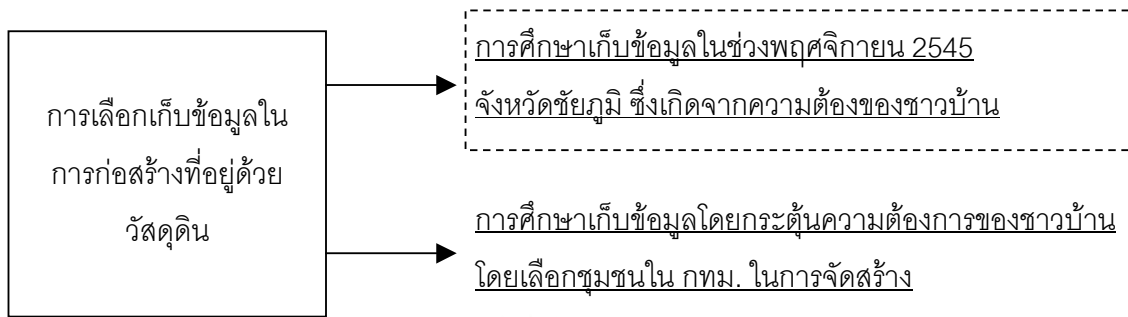 การเลือกเก็บข้อมูลใน
การก่อสร้างที่อยู่ด้วย
วัสดุดิน
การศึกษาเก็บข้อมูลในช่วงพฤศจิกายน 2545
จังหวัดชัยภูมิ ซึ่งเกิดจากความต้องของชาวบ้าน
การศึกษาเก็บข้อมูลโดยกระตุ้นความต้องการของชาวบ้าน
โดยเลือกชุมชนใน กทม. ในการจัดสร้าง